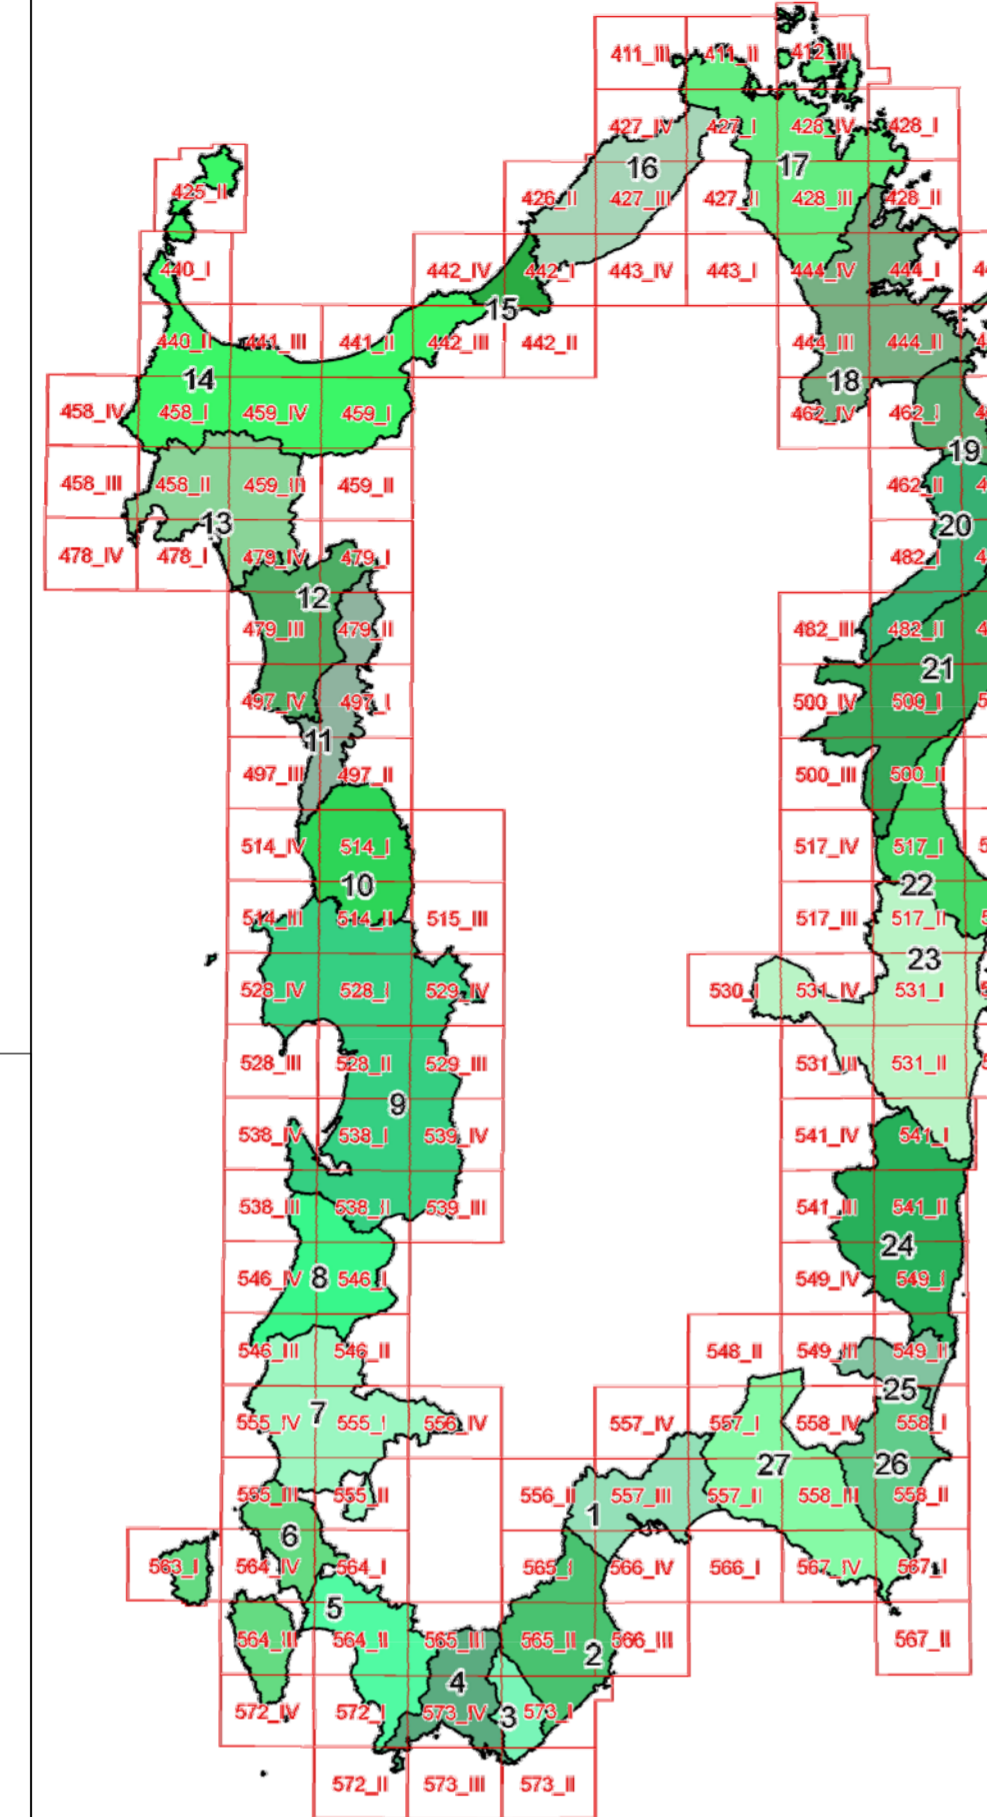 411_III 411_II 412_III
427_IV 427_I 428_IV 428_I
16 17
425_II 426_II 427_III 427_II 428_III 428_II
440_I 442_IV 442_I 443_IV 443_I 444_IV 444_I 4
15
440_II 441_III 441_II 442_III 442_II 444_III 444_II
14 18
458_IV 458_I 459_IV 459_I 462_IV 462_I
19
458_III 458_II 459_III 459_II 462_II
13 20
478_IV 478_I 479_IV 479_I 482_I
12
479_III 479_II 482_III 482_II
21
497_IV 497_I 500_IV 500_I
11
497_III 497_II 500_III 500_II
514_IV 514_I 517_IV 517_I 5
10 22
514_III 514_II 515_III 517_III 517_II
23
528_IV 528_I 529_IV 530_I 531_IV 531_I
528_III 528_II 529_III 531_III 531_II
9
538_IV 538_I 539_IV 541_IV 541_I
538_III 538_II 539_III 541_III 541_II
24
546_IV 8 546_I 549_IV 549_I
546_III 546_II 548_II 549_III 549_II
25
7
555_IV 555_I 556_IV 557_IV 557_I 558_IV 558_I
27 26
555_III 555_II 556_II 557_III 557_II 558_III 558_II
1
6
563_I 564_IV 564_I 565_I 566_IV 566_I 567_IV 567_I
5
564_III 564_II 565_III 565_II 566_III 567_II
2
4
572_IV 572_I 573_IV 3 573_I
572_II 573_III 573_II